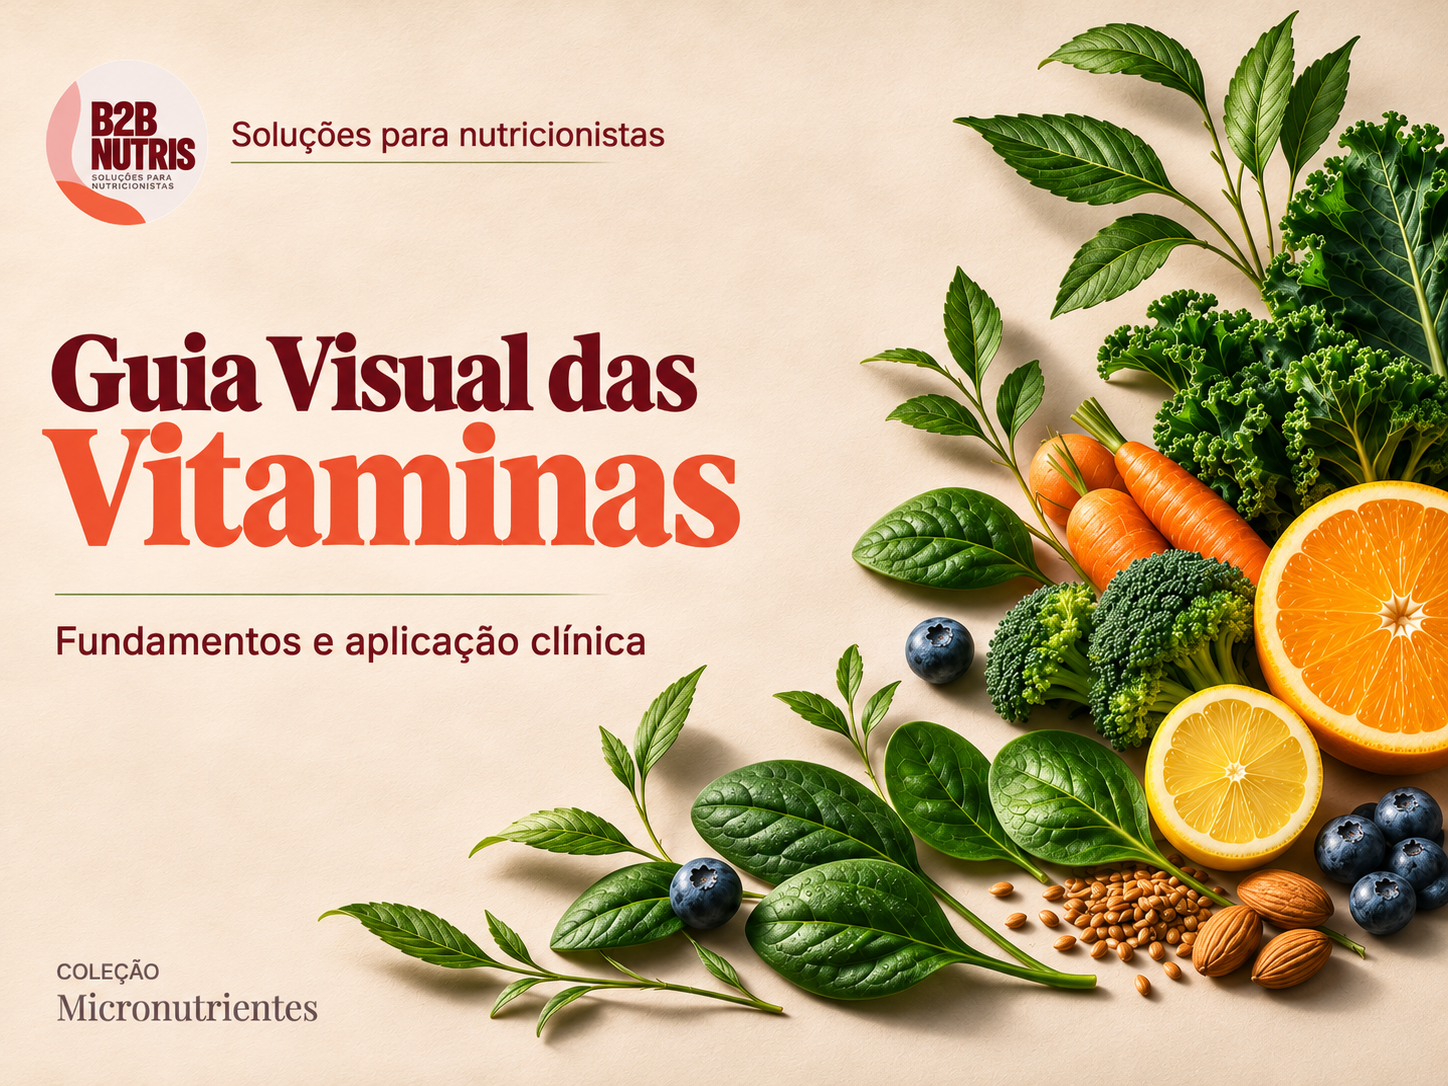 B2B
NUTRIS
SOLUÇÕES PARA
NUTRICIONISTAS
Soluções para nutricionistas
Guia Visual das
Vitaminas
Fundamentos e aplicação clínica
COLEÇÃO
Micronutrientes